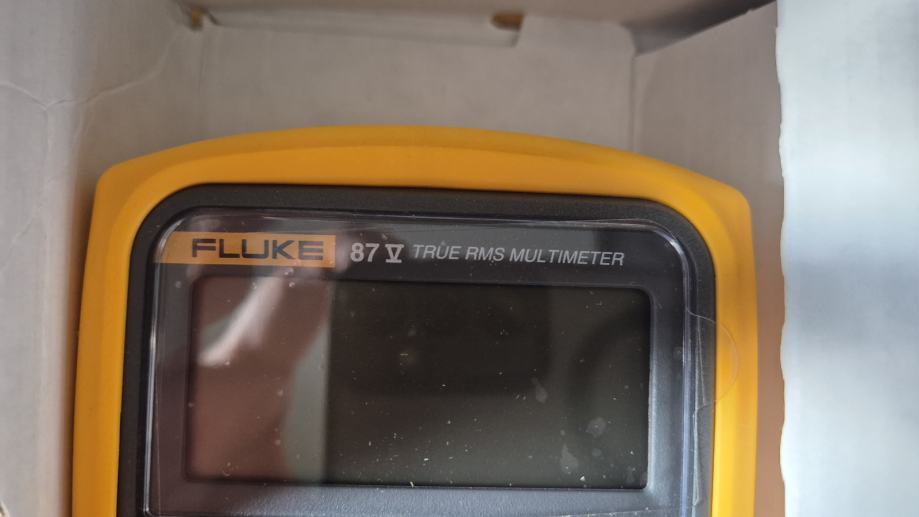 FLUKE 87 V TRUE RMS MULTIMETER